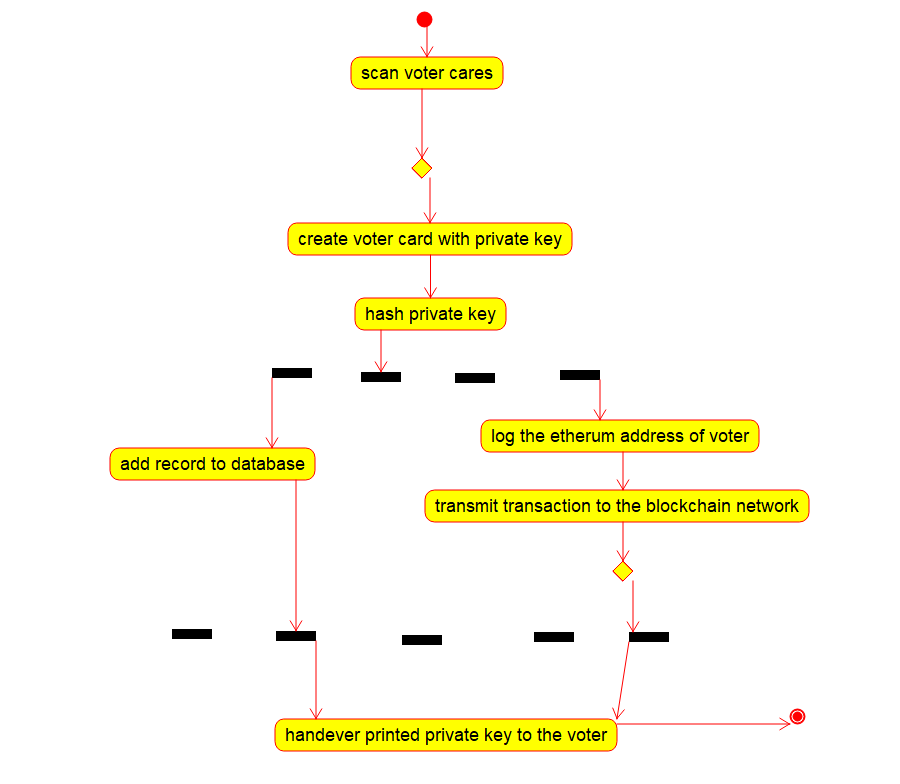 scan voter cares
create voter card with private key
hash private key
log the etherum address of voter
add record to database
transmit transaction to the blockchain network
handever printed private key to the voter